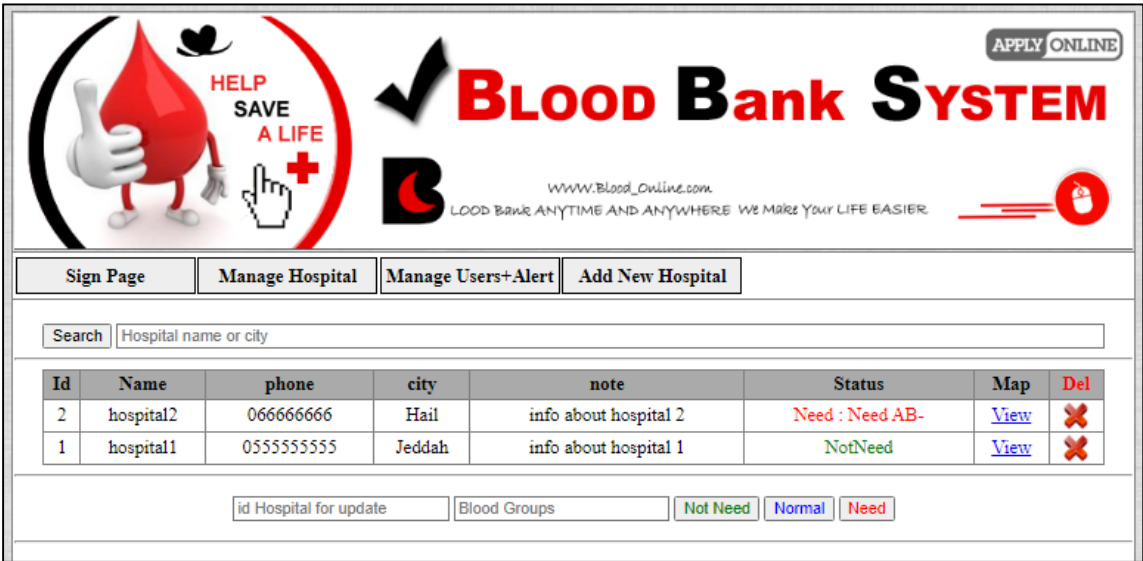 HELP
SAVE
A LIFE
APPLY ONLINE
BLOOD Bank SYSTEM
WWW.Blood_Online.com
B LOOD Bank ANYTIME AND ANYWHERE We Make Your LIFE EASIER
Sign Page Manage Hospital Manage Users+Alert Add New Hospital
Search Hospital name or city
Id Name phone city note Status Map Del
2 hospital2 066666666 Hail info about hospital 2 Need : Need AB- View
1 hospital1 0555555555 Jeddah info about hospital 1 NotNeed View
id Hospital for update Blood Groups Not Need Normal Need